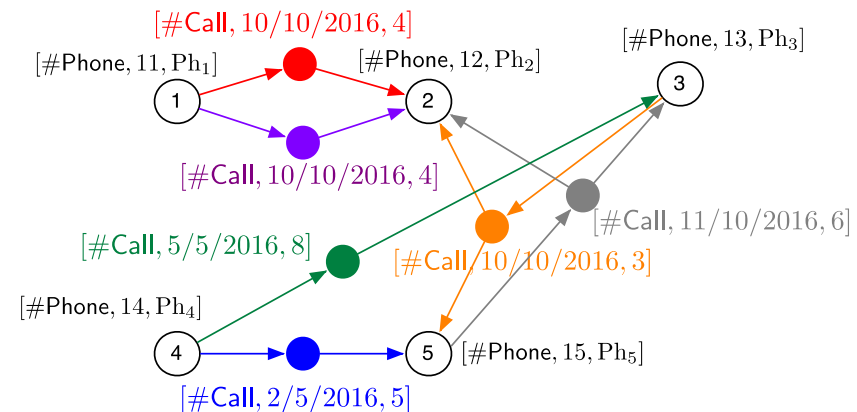 [#Call, 10/10/2016, 4]
[#Phone, 13, Ph₃]
[#Phone, 11, Ph₁]
[#Phone, 12, Ph₂]
3
1
2
[#Call, 10/10/2016, 4]
[#Call, 11/10/2016, 6]
[#Call, 5/5/2016, 8]
[#Call, 10/10/2016, 3]
[#Phone, 14, Ph₄]
4
5
[#Phone, 15, Ph₅]
[#Call, 2/5/2016, 5]